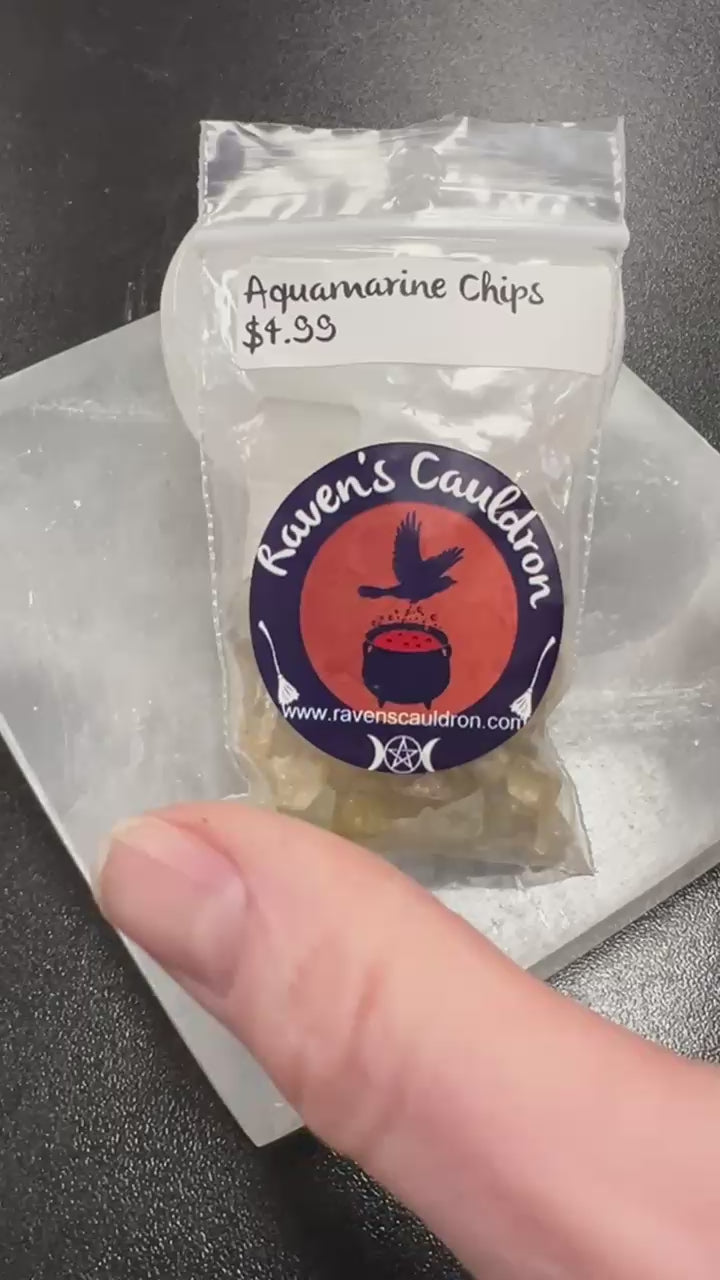 Aquamarine Chips
$4.99
Raven's Cauldron
www.ravenscauldron.com